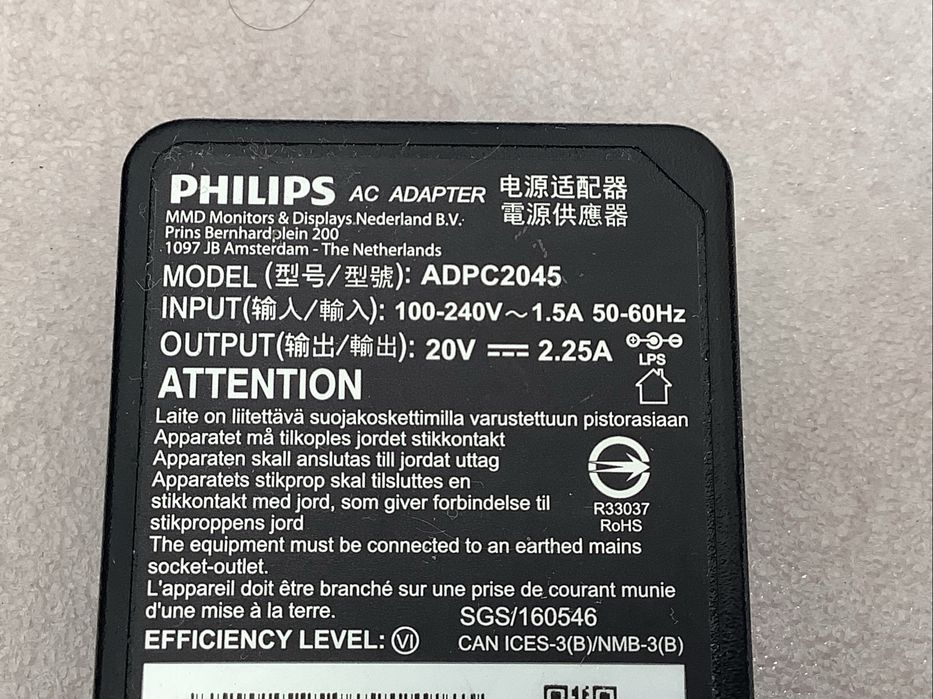 PHILIPS AC ADAPTER 电源适配器
電源供應器
MMD Monitors & Displays Nederland B.V.
Prins Bernhardplein 200
1097 JB Amsterdam - The Netherlands
MODEL (型号/型號): ADPC2045
INPUT(输人/輸入): 100-240V~1.5A 50-60Hz
OUTPUT(输出/輸出): 20V ⎓ 2.25A
LPS
ATTENTION
Laite on liitettävä suojakoskettimilla varustettuun pistorasiaan
Apparatet må tilkoples jordet stikkontakt
Apparaten skall anslutas till jordat uttag
Apparatets stikprop skal tilsluttes en
stikkontakt med jord, som giver forbindelse til
stikproppens jord
R33037
RoHS
The equipment must be connected to an earthed mains
socket-outlet.
L'appareil doit être branché sur une prise de courant munie
d'une mise à la terre.
SGS/160546
EFFICIENCY LEVEL: VI
CAN ICES-3(B)/NMB-3(B)